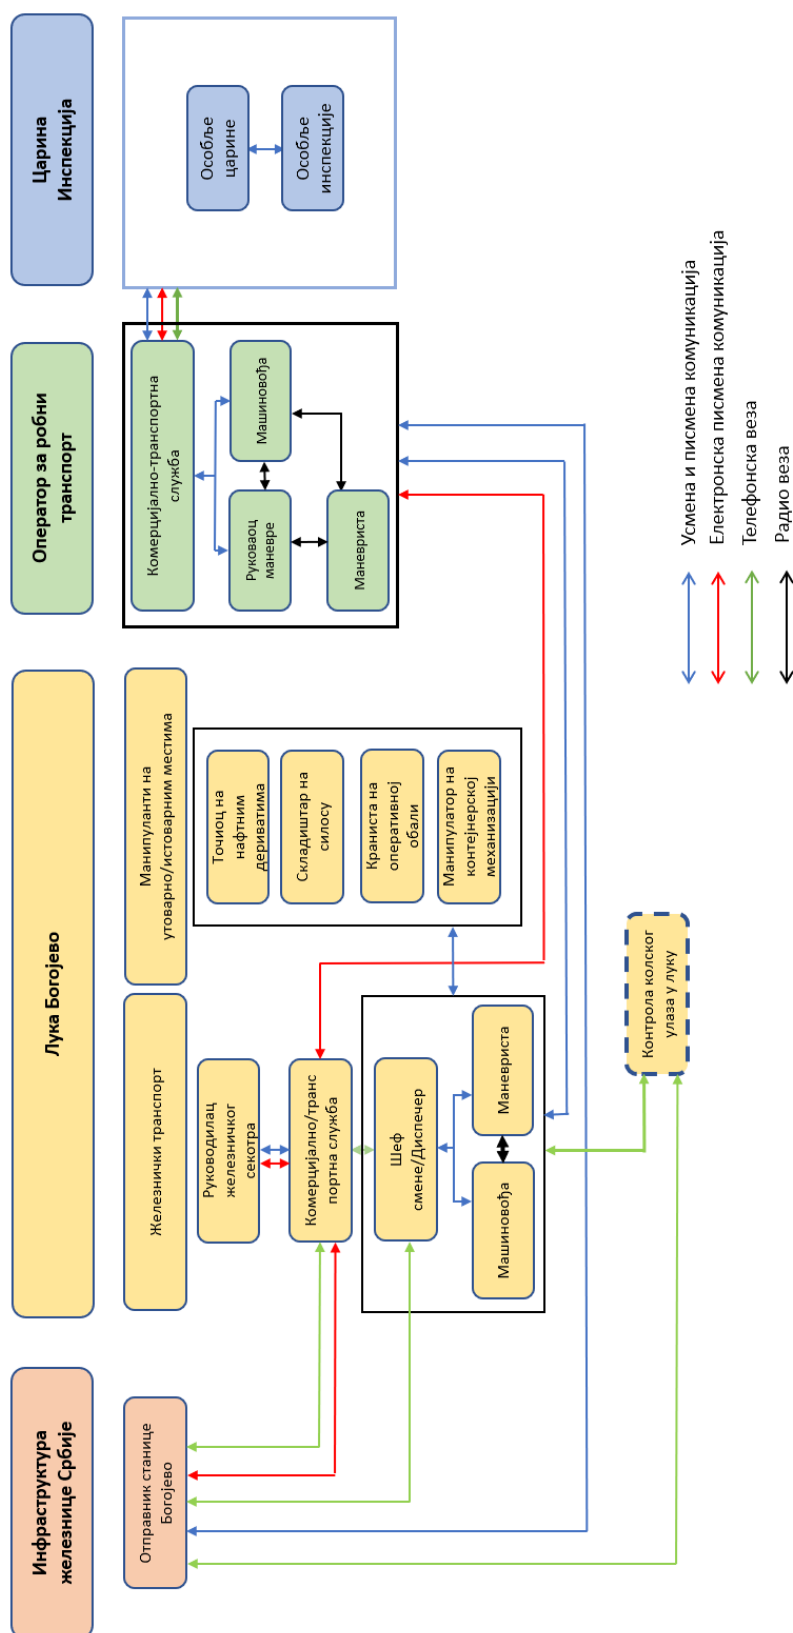 Инфраструктура
железнице Србије
Лука Богојево
Оператор за робни
транспорт
Царина
Инспекција
Отправник станице
Богојево
Железнички транспорт
Манипуланти на
утоварно/истоварним местима
Руководилац
железничког
секотра
Комерцијално/транс
портна служба
Шеф
смене/Диспечер
Машиновођа
Маневриста
Точиоц на
нафтним
дериватима
Складиштар на
силосу
Краниста на
оперативној
обали
Манипулатор на
контејнерској
механизацији
Комерцијално-транспортна
служба
Руковаоц
маневре
Машиновођа
Маневриста
Особље
царине
Особље
инспекције
Контрола колског
улаза у луку
Усмена и писмена комуникација
Електронска писмена комуникација
Телефонска веза
Радио веза